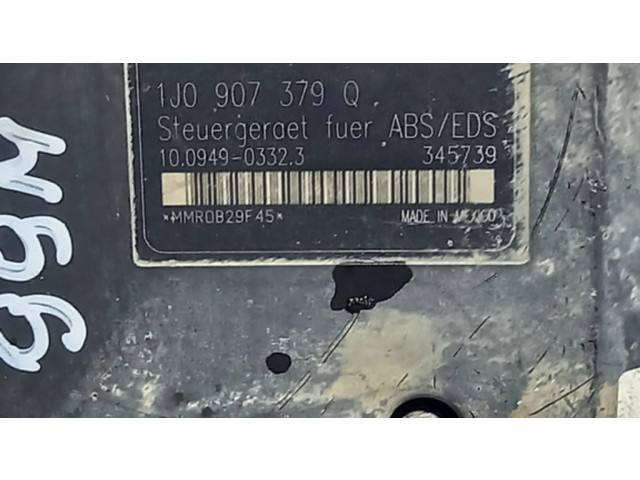 1J0 907 379 Q
Steuergeraet fuer ABS/EDS
10.0949-0332.3 345739
*MMR0B29F45*
MADE IN MEXICO